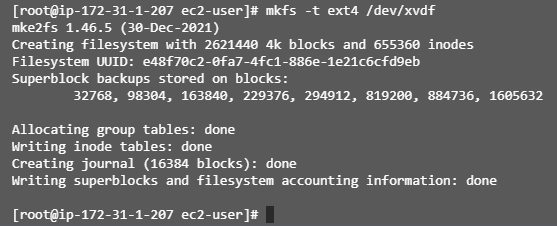 [root@ip-172-31-1-207 ec2-user]# mkfs -t ext4 /dev/xvdf
mke2fs 1.46.5 (30-Dec-2021)
Creating filesystem with 2621440 4k blocks and 655360 inodes
Filesystem UUID: e48f70c2-0fa7-4fc1-886e-1e21c6cfd9eb
Superblock backups stored on blocks:
        32768, 98304, 163840, 229376, 294912, 819200, 884736, 1605632

Allocating group tables: done
Writing inode tables: done
Creating journal (16384 blocks): done
Writing superblocks and filesystem accounting information: done

[root@ip-172-31-1-207 ec2-user]#